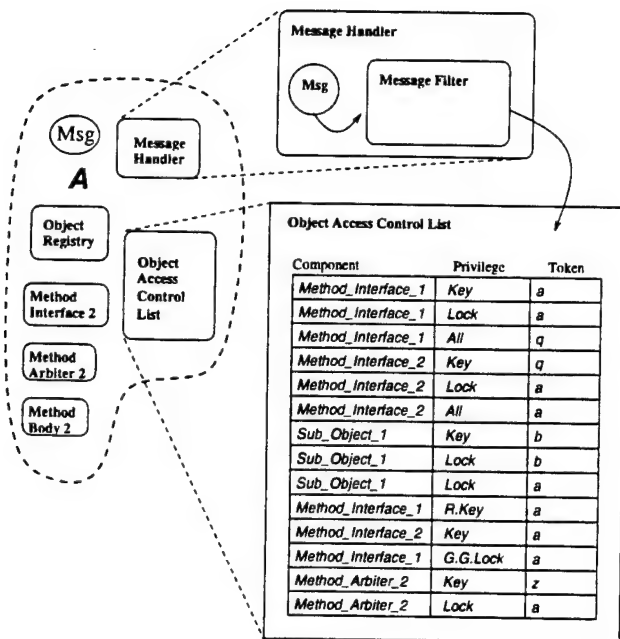 Message Handler
Msg
Message Filter
Msg
Message
Handler
A
Object
Registry
Object
Access
Control
List
Method
Interface 2
Method
Arbiter 2
Method
Body 2
Object Access Control List
Component Privilege Token
Method_Interface_1 Key a
Method_Interface_1 Lock a
Method_Interface_1 All q
Method_Interface_2 Key q
Method_Interface_2 Lock a
Method_Interface_2 All a
Sub_Object_1 Key b
Sub_Object_1 Lock b
Sub_Object_1 Lock a
Method_Interface_1 R.Key a
Method_Interface_2 Key a
Method_Interface_1 G.G.Lock a
Method_Arbiter_2 Key z
Method_Arbiter_2 Lock a